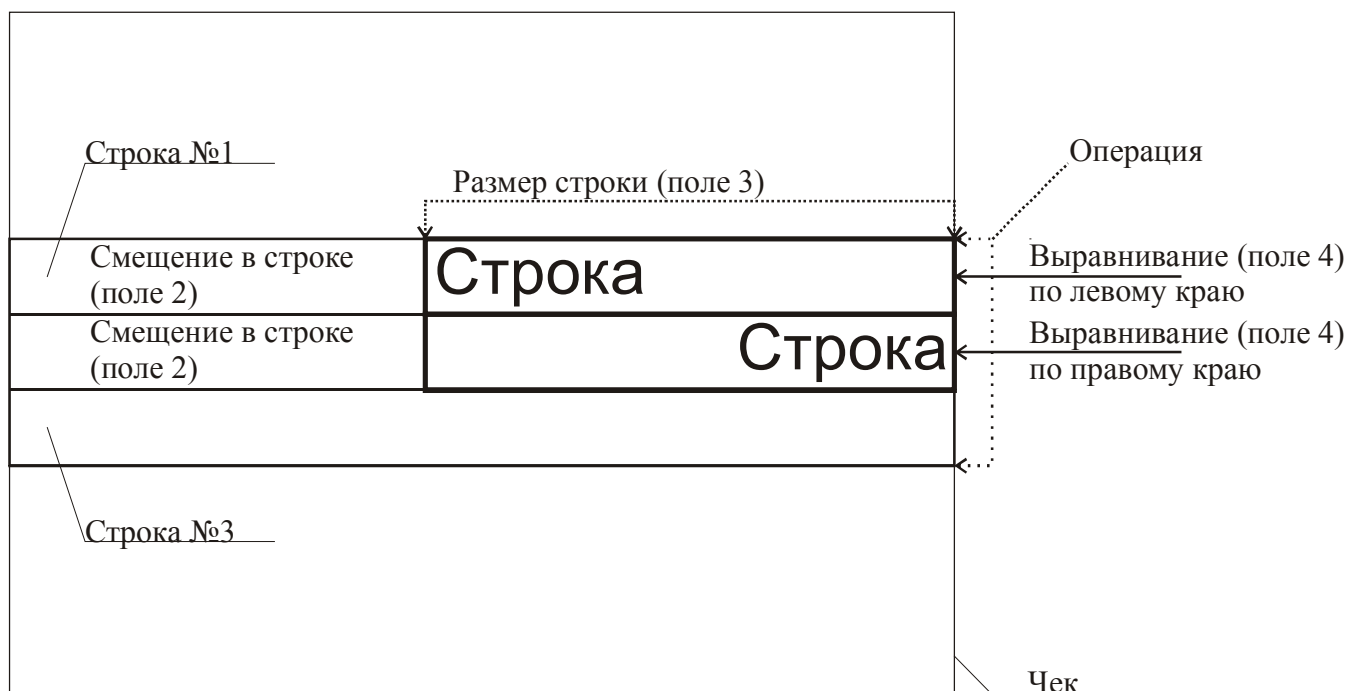 Строка №1
Операция
Размер строки (поле 3)
Смещение в строке
(поле 2)
Строка
Выравнивание (поле 4)
по левому краю
Смещение в строке
(поле 2)
Строка
Выравнивание (поле 4)
по правому краю
Строка №3
Чек